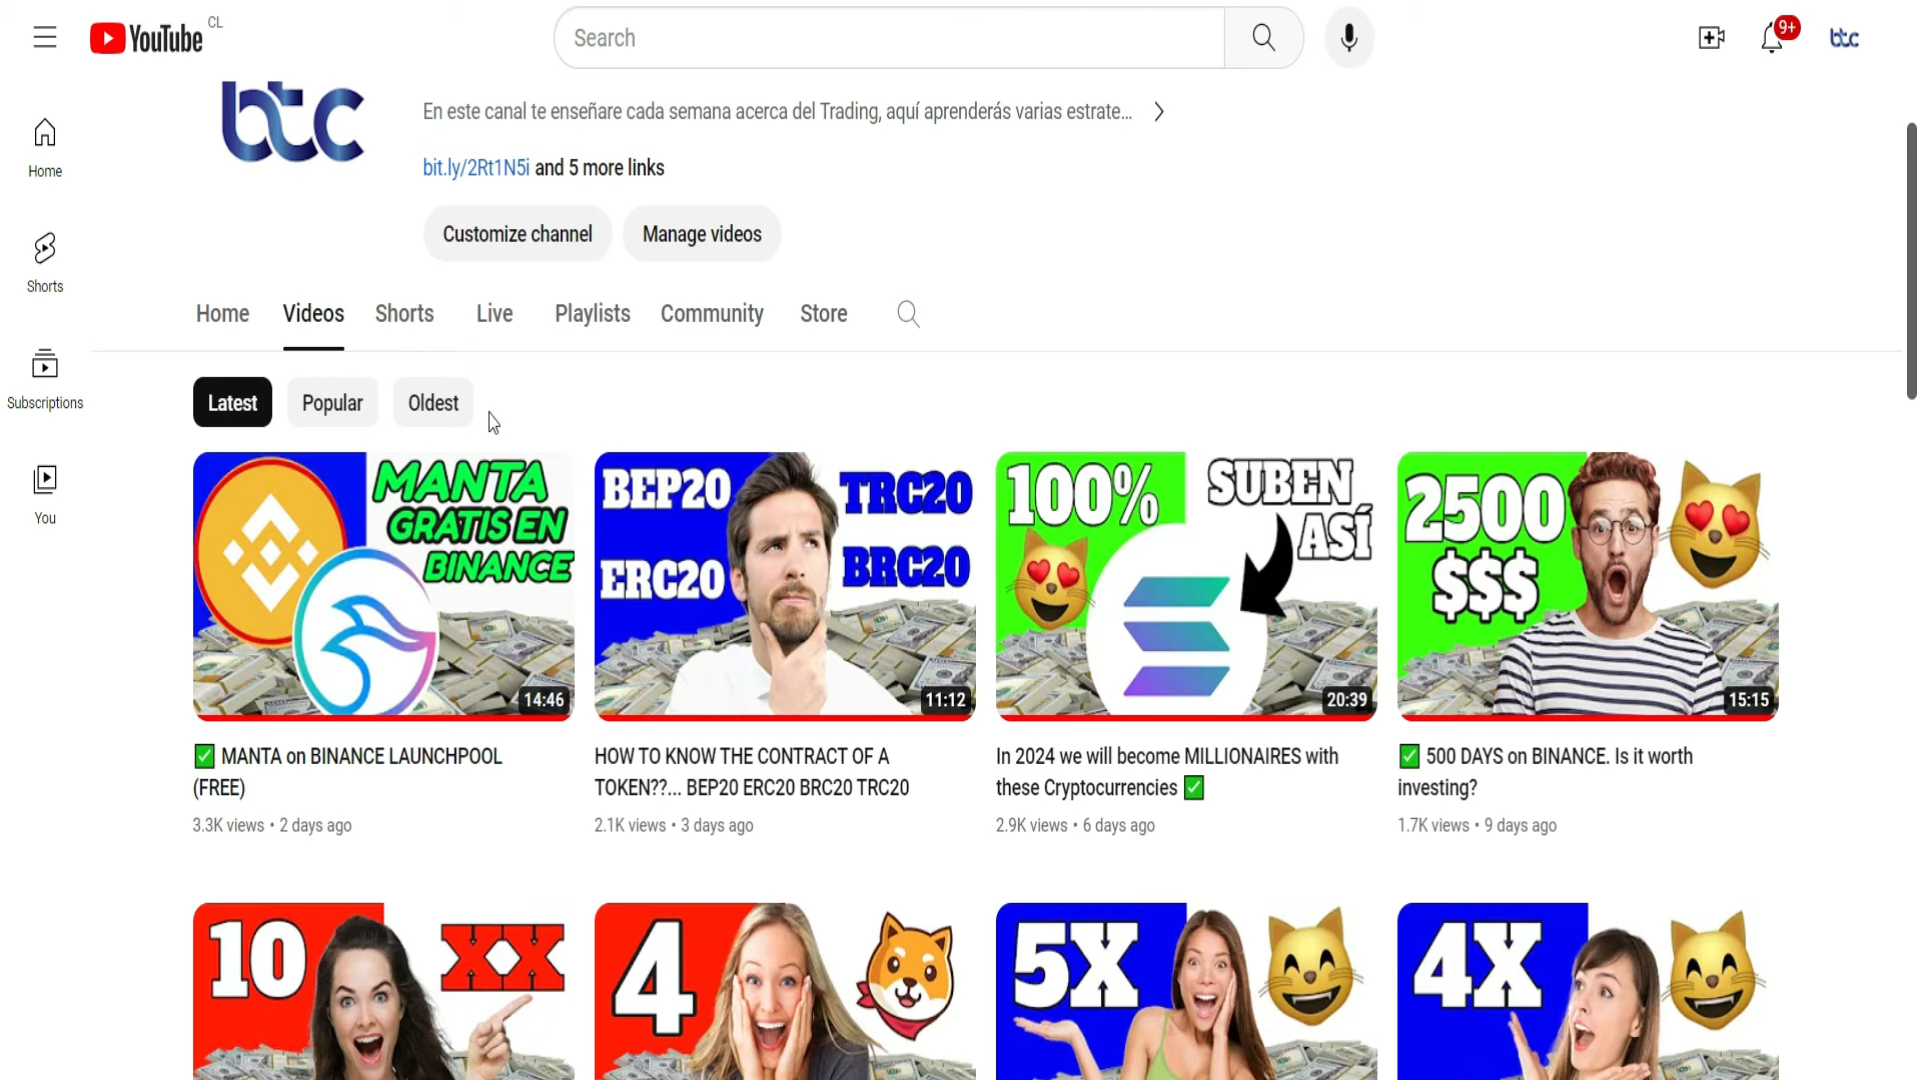 YouTube
CL
Search
9+
btc
btc
En este canal te enseñare cada semana acerca del Trading, aquí aprenderás varias estrate...
bit.ly/2Rt1N5i and 5 more links
Customize channel
Manage videos
Home
Shorts
Subscriptions
You
Home
Videos
Shorts
Live
Playlists
Community
Store
Latest
Popular
Oldest
MANTA
GRATIS EN
BINANCE
14:46
BEP20
TRC20
ERC20
BRC20
11:12
100%
SUBEN
ASÍ
20:39
2500
$$$
15:15
✅ MANTA on BINANCE LAUNCHPOOL
(FREE)
3.3K views • 2 days ago
HOW TO KNOW THE CONTRACT OF A
TOKEN??... BEP20 ERC20 BRC20 TRC20
2.1K views • 3 days ago
In 2024 we will become MILLIONAIRES with
these Cryptocurrencies ✅
2.9K views • 6 days ago
✅ 500 DAYS on BINANCE. Is it worth
investing?
1.7K views • 9 days ago
10
XX
4
5X
4X